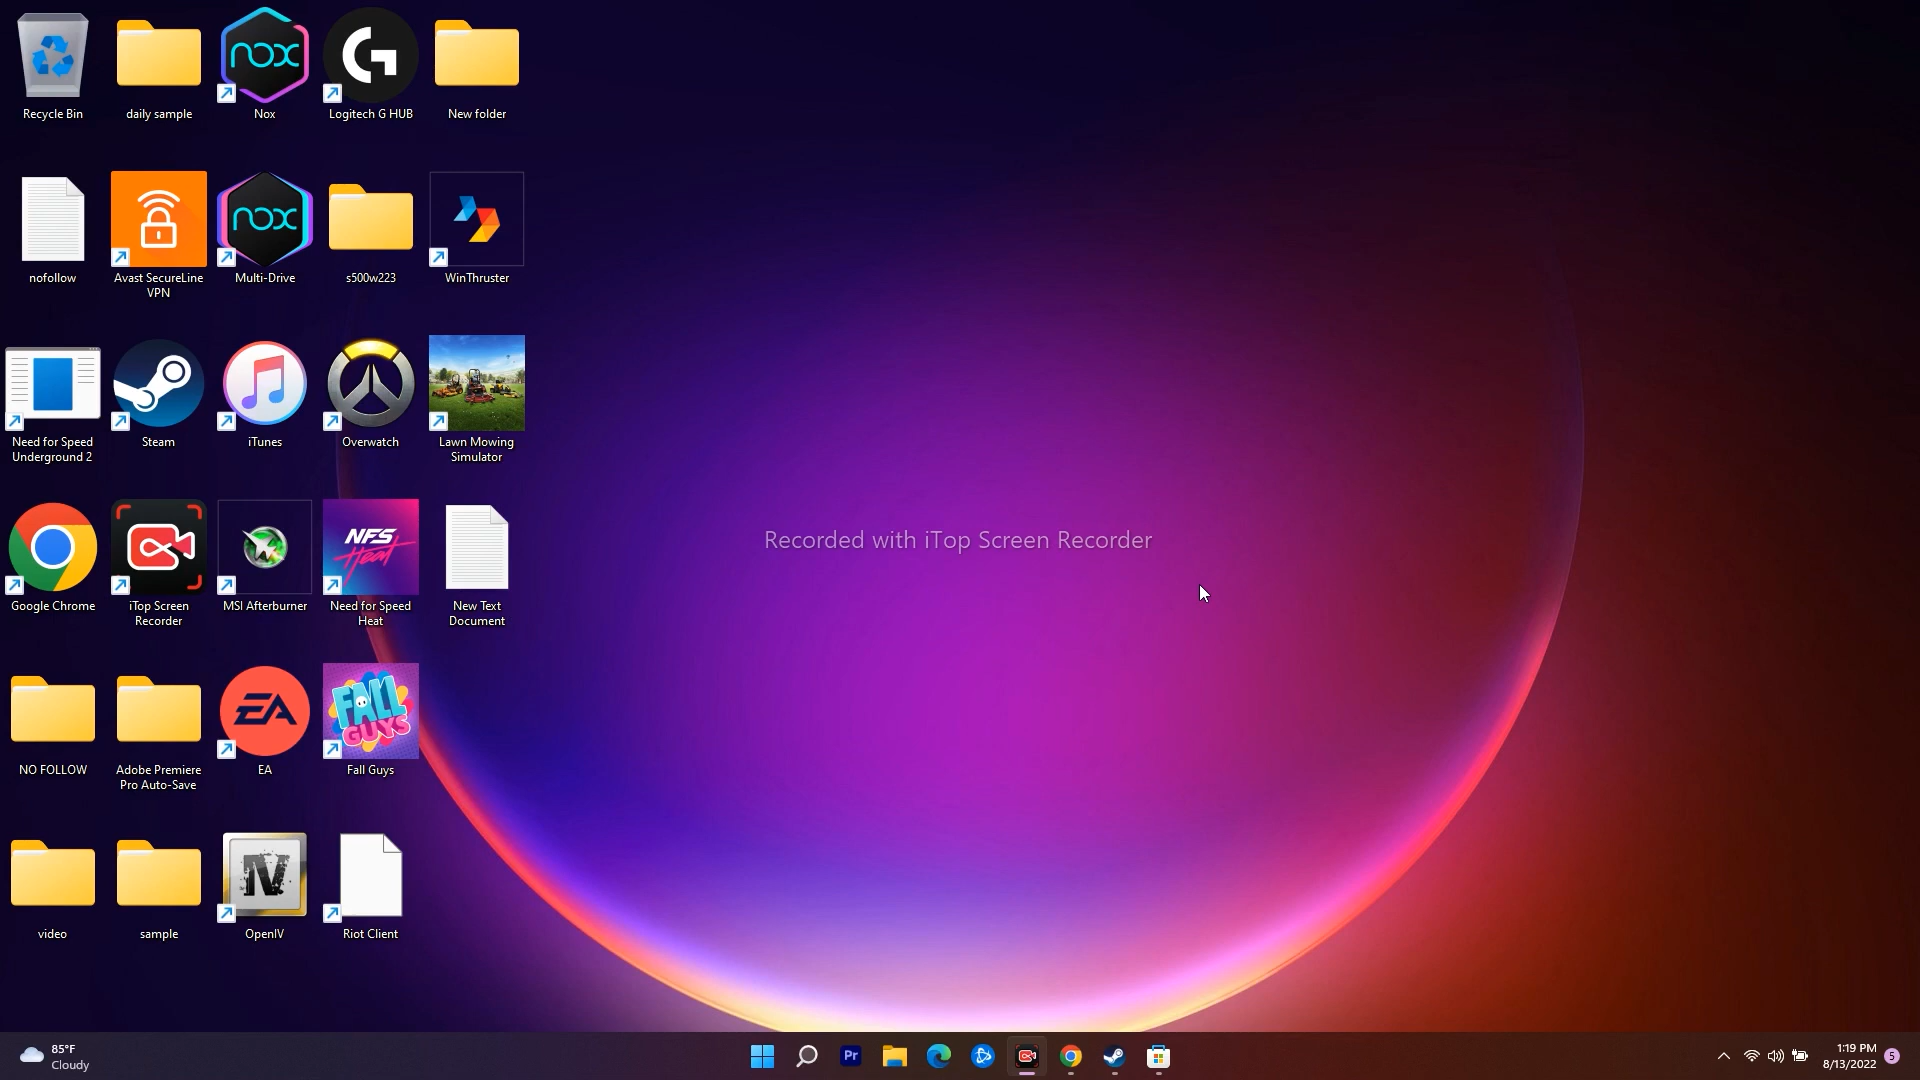 Recycle Bin
daily sample
nox
Nox
Logitech G HUB
New folder
nofollow
Avast SecureLine
VPN
nox
Multi-Drive
s500w223
WinThruster
Need for Speed
Underground 2
Steam
iTunes
Overwatch
Lawn Mowing
Simulator
Google Chrome
iTop Screen
Recorder
MSI Afterburner
NFS
Heat
Need for Speed
Heat
New Text
Document
Recorded with iTop Screen Recorder
NO FOLLOW
Adobe Premiere
Pro Auto-Save
EA
EA
FALL
GUYS
Fall Guys
video
sample
IV
OpenIV
Riot Client
85°F
Cloudy
Pr
1:19 PM
8/13/2022
5